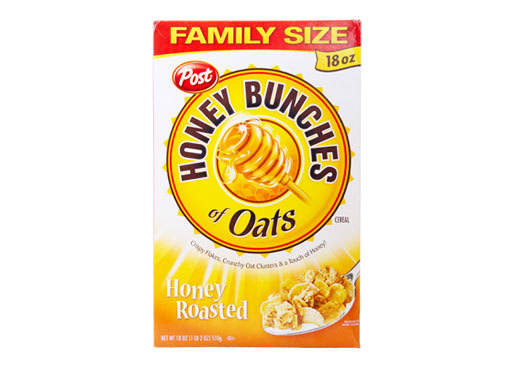 FAMILY SIZE
18 oz
Post
HONEY BUNCHES
of Oats
CEREAL
Crispy Flakes, Crunchy Oat Clusters & a Touch of Honey!
Honey
Roasted
NET WT 18 OZ (1 LB 2 OZ) 510g